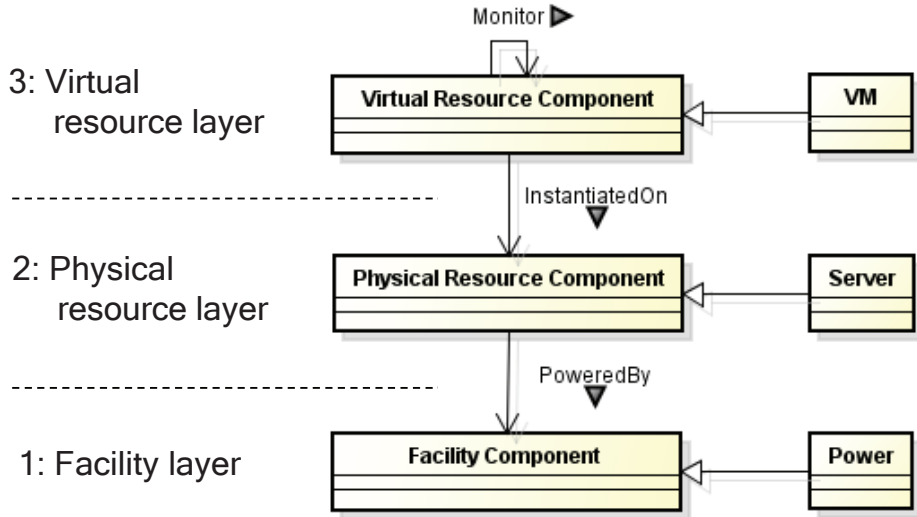 Monitor
3: Virtual
resource layer
Virtual Resource Component
VM
InstantiatedOn
2: Physical
resource layer
Physical Resource Component
Server
PoweredBy
1: Facility layer
Facility Component
Power